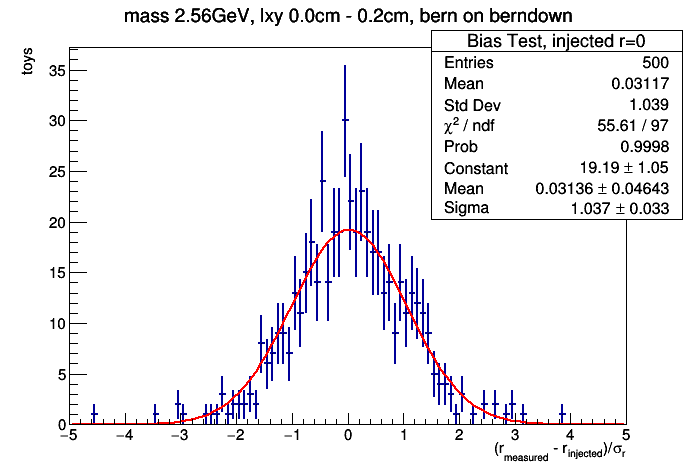 mass 2.56GeV, lxy 0.0cm - 0.2cm, bern on berndown
toys
Bias Test, injected r=0
Entries 500
Mean 0.03117
Std Dev 1.039
χ² / ndf 55.61 / 97
Prob 0.9998
Constant 19.19 ± 1.05
Mean 0.03136 ± 0.04643
Sigma 1.037 ± 0.033
35
30
25
20
15
10
5
0
−5 −4 −3 −2 −1 0 1 2 3 4 5
(r_measured - r_injected)/σ_r